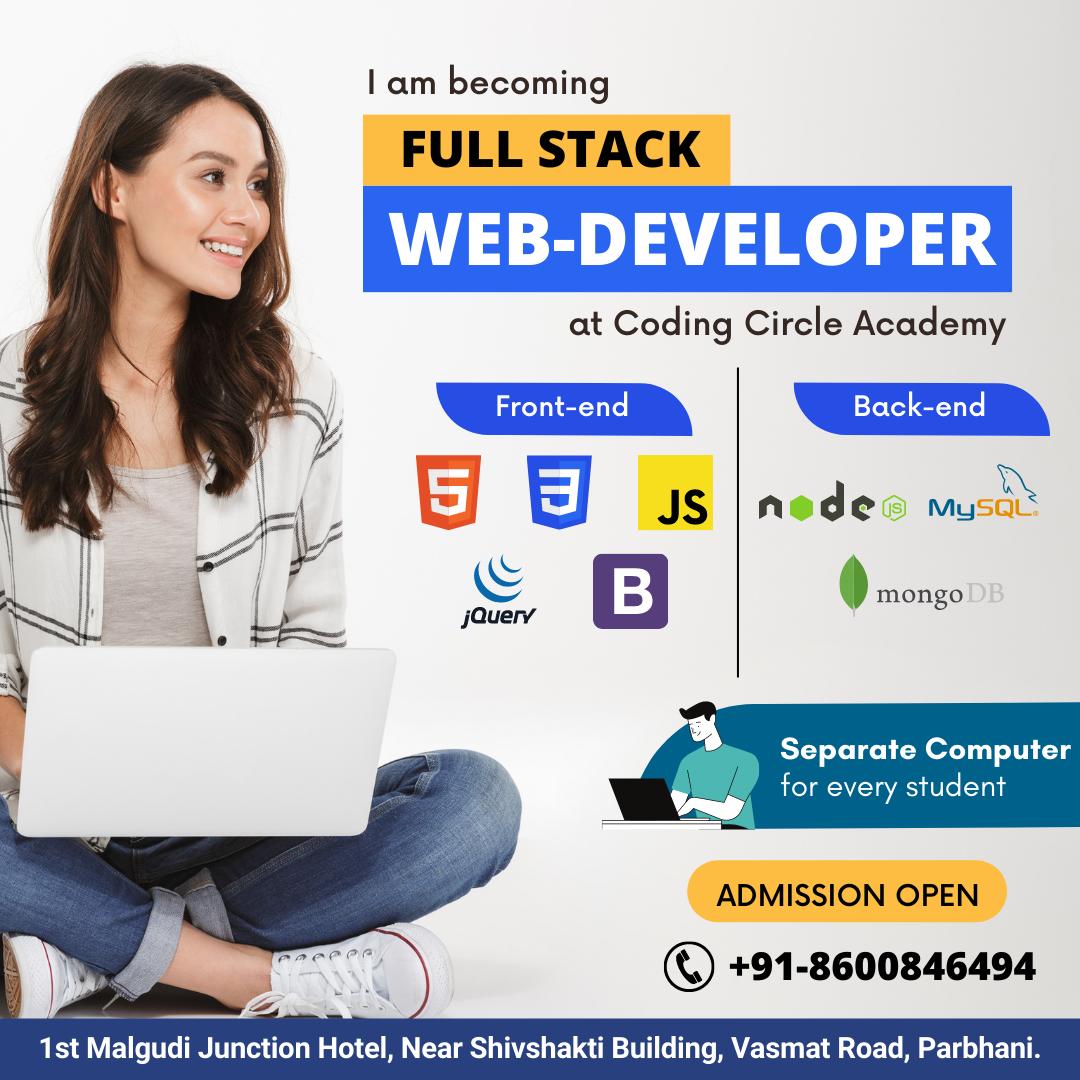 I am becoming
FULL STACK
WEB-DEVELOPER
at Coding Circle Academy
Front-end
Back-end
5
3
JS
node JS
MySQL®
jQuery
B
mongoDB
Separate Computer
for every student
ADMISSION OPEN
+91-8600846494
1st Malgudi Junction Hotel, Near Shivshakti Building, Vasmat Road, Parbhani.